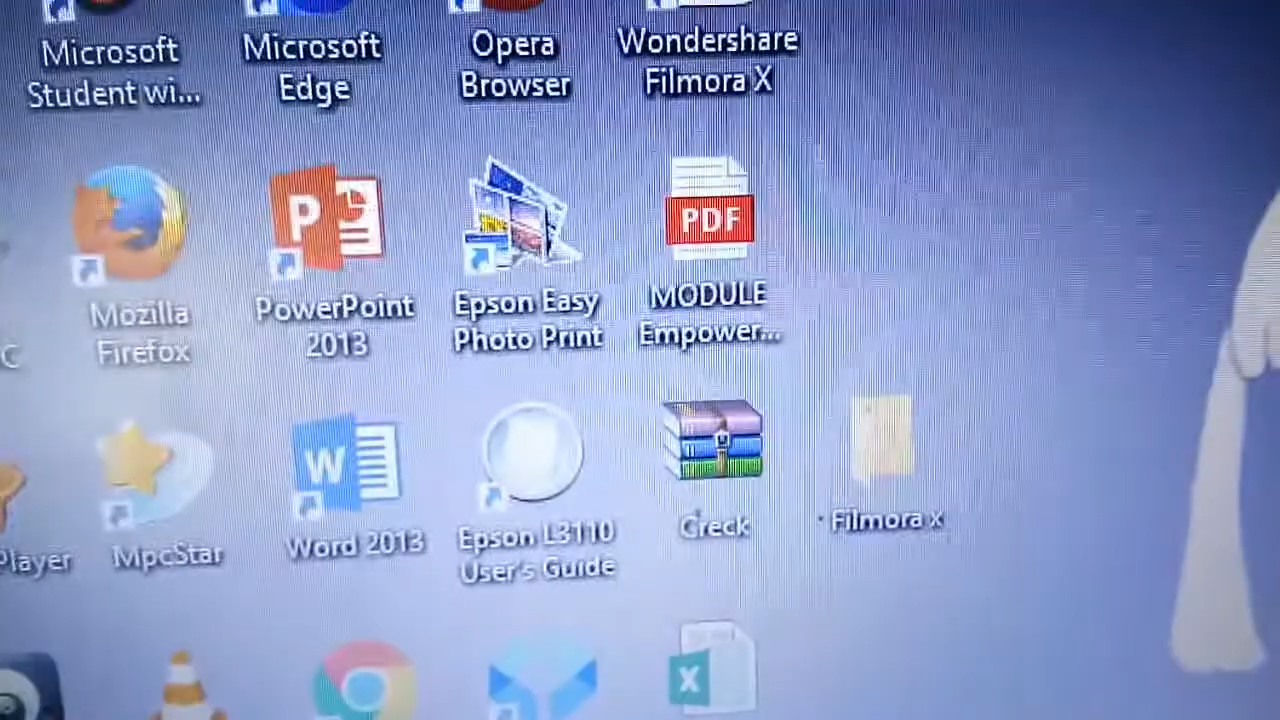 Microsoft
Student wi...
Microsoft
Edge
Opera
Browser
Wondershare
Filmora X
C
Mozilla
Firefox
P
PowerPoint
2013
Epson Easy
Photo Print
PDF
MODULE
Empower...
Player
MpcStar
W
Word 2013
Epson L3110
User's Guide
Creck
Filmora x
X